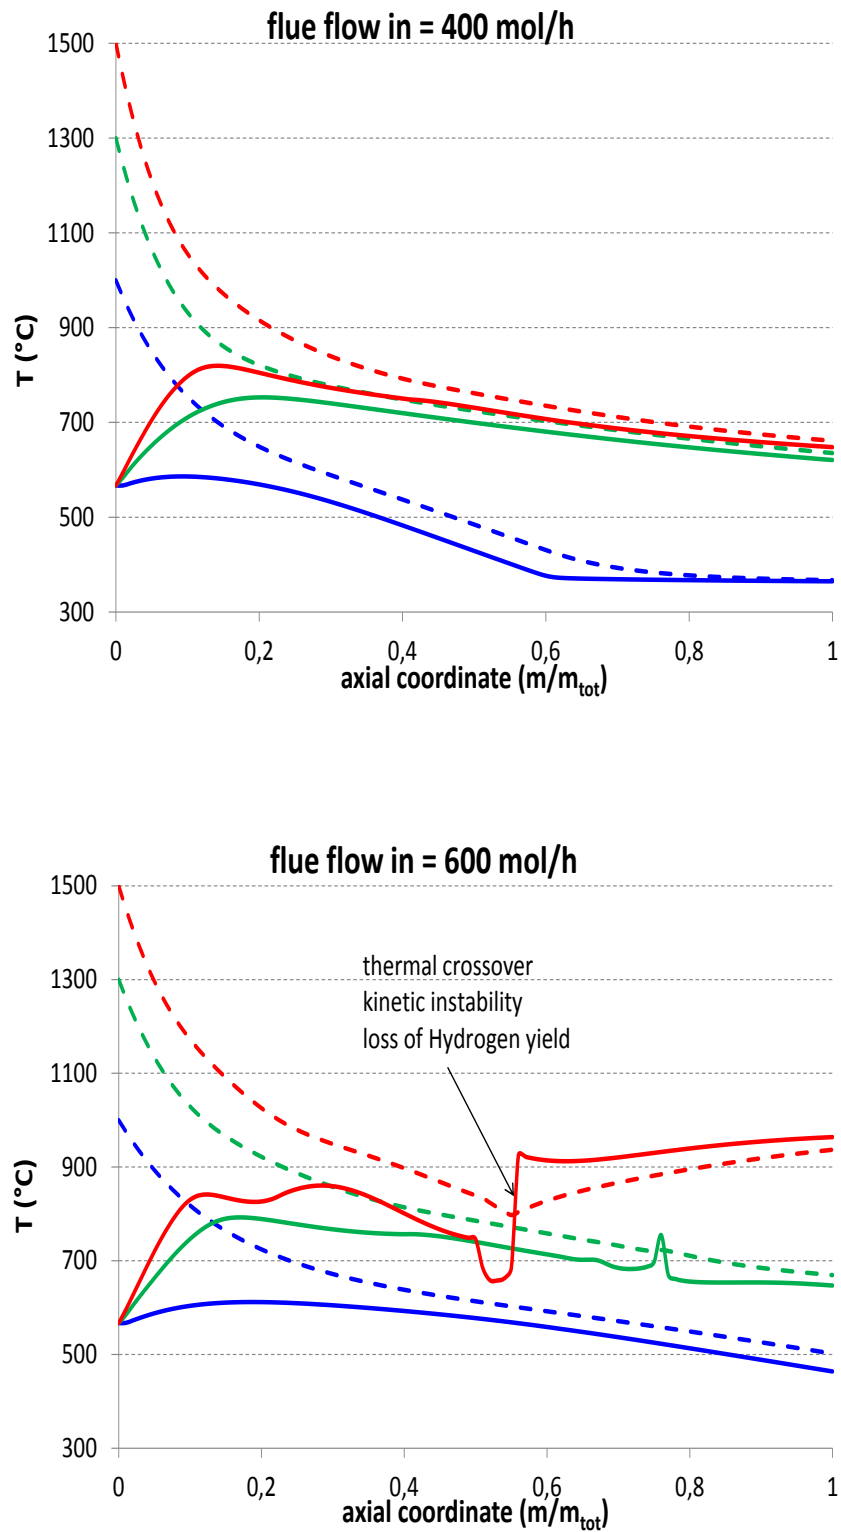 flue flow in = 400 mol/h
1500
1300
1100
900
700
500
300
T (°C)
0 0,2 0,4 0,6 0,8 1
axial coordinate (m/mtot)
flue flow in = 600 mol/h
1500
1300
1100
900
700
500
300
T (°C)
thermal crossover
kinetic instability
loss of Hydrogen yield
0 0,2 0,4 0,6 0,8 1
axial coordinate (m/mtot)